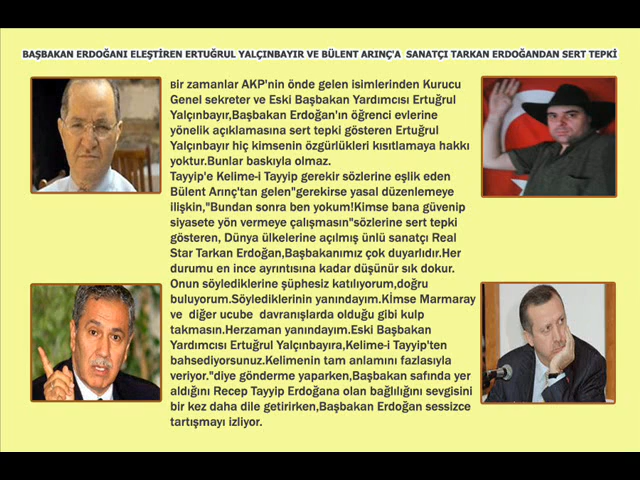 BAŞBAKAN ERDOĞANI ELEŞTİREN ERTUĞRUL YALÇINBAYIR VE BÜLENT ARINÇ'A  SANATÇI TARKAN ERDOĞANDAN SERT TEPKİ
Bir zamanlar AKP'nin önde gelen isimlerinden Kurucu
Genel sekreter ve Eski Başbakan Yardımcısı Ertuğrul
Yalçınbayır,Başbakan Erdoğan'ın öğrenci evlerine
yönelik açıklamasına sert tepki gösteren Ertuğrul
Yalçınbayır hiç kimsenin özgürlükleri kısıtlamaya hakkı
yoktur.Bunlar baskıyla olmaz.
Tayyip'e Kelime-i Tayyip gerekir sözlerine eşlik eden
Bülent Arınç'tan gelen"gerekirse yasal düzenlemeye
ilişkin,"Bundan sonra ben yokum!Kimse bana güvenip
siyasete yön vermeye çalışmasın"sözlerine sert tepki
gösteren, Dünya ülkelerine açılmış ünlü sanatçı Real
Star Tarkan Erdoğan,Başbakanımız çok duyarlıdır.Her
durumu en ince ayrıntısına kadar düşünür sık dokur.
Onun söylediklerine şüphesiz katılıyorum,doğru
buluyorum.Söylediklerinin yanındayım.Kİmse Marmaray
ve  diğer ucube  davranışlarda olduğu gibi kulp
takmasın.Herzaman yanındayım.Eski Başbakan
Yardımcısı Ertuğrul Yalçınbayıra,Kelime-i Tayyip'ten
bahsediyorsunuz.Kelimenin tam anlamını fazlasıyla
veriyor."diye gönderme yaparken,Başbakan safında yer
aldığını Recep Tayyip Erdoğana olan bağlılığını sevgisini
bir kez daha dile getirirken,Başbakan Erdoğan sessizce
tartışmayı izliyor.